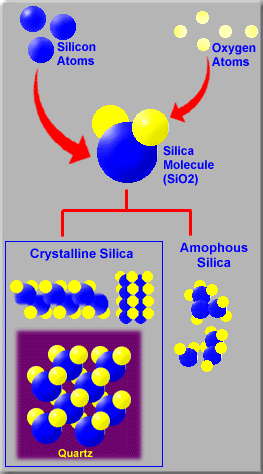 Silicon
Atoms
Oxygen
Atoms
Silica
Molecule
(SiO2)
Crystalline Silica
Amophous
Silica
Quartz